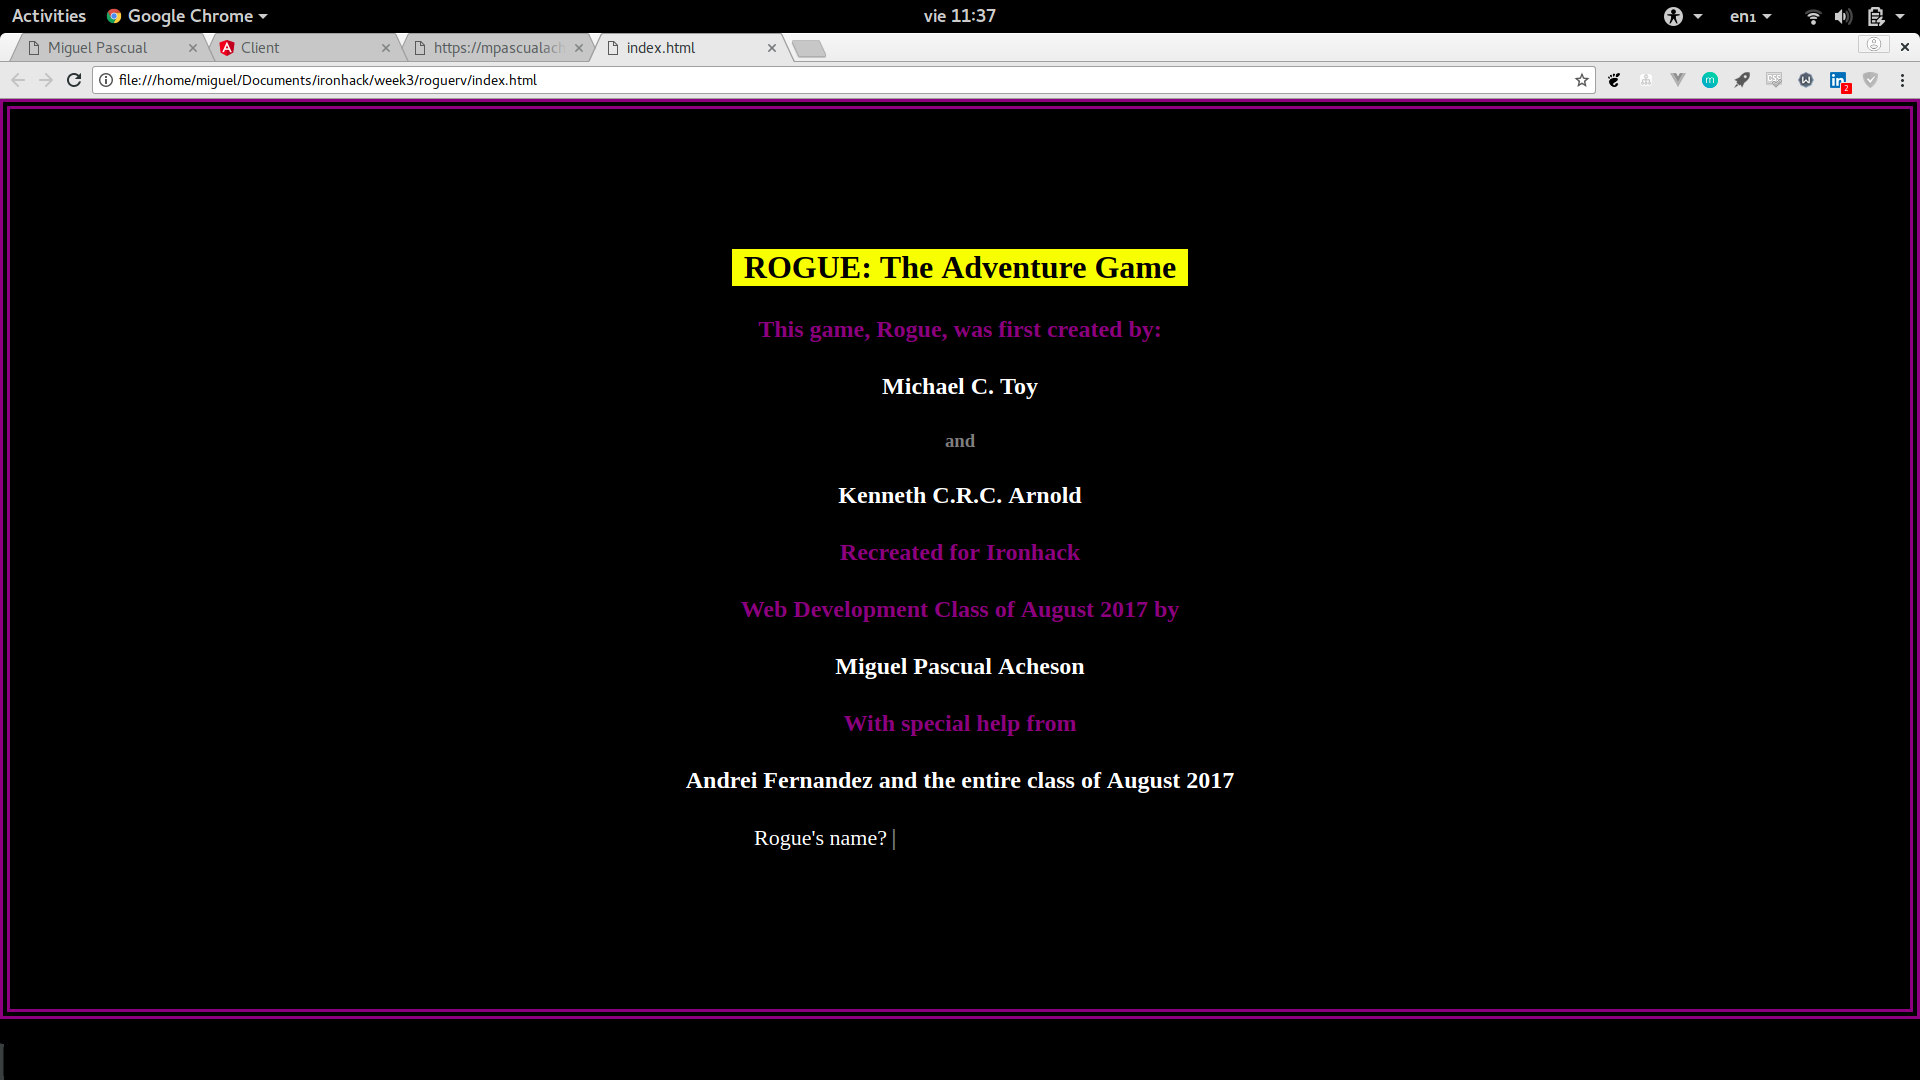 Activities Google Chrome vie 11:37 en₁
Miguel Pascual Client https://mpascualach index.html
file:///home/miguel/Documents/ironhack/week3/roguerv/index.html
ROGUE: The Adventure Game
This game, Rogue, was first created by:
Michael C. Toy
and
Kenneth C.R.C. Arnold
Recreated for Ironhack
Web Development Class of August 2017 by
Miguel Pascual Acheson
With special help from
Andrei Fernandez and the entire class of August 2017
Rogue's name?